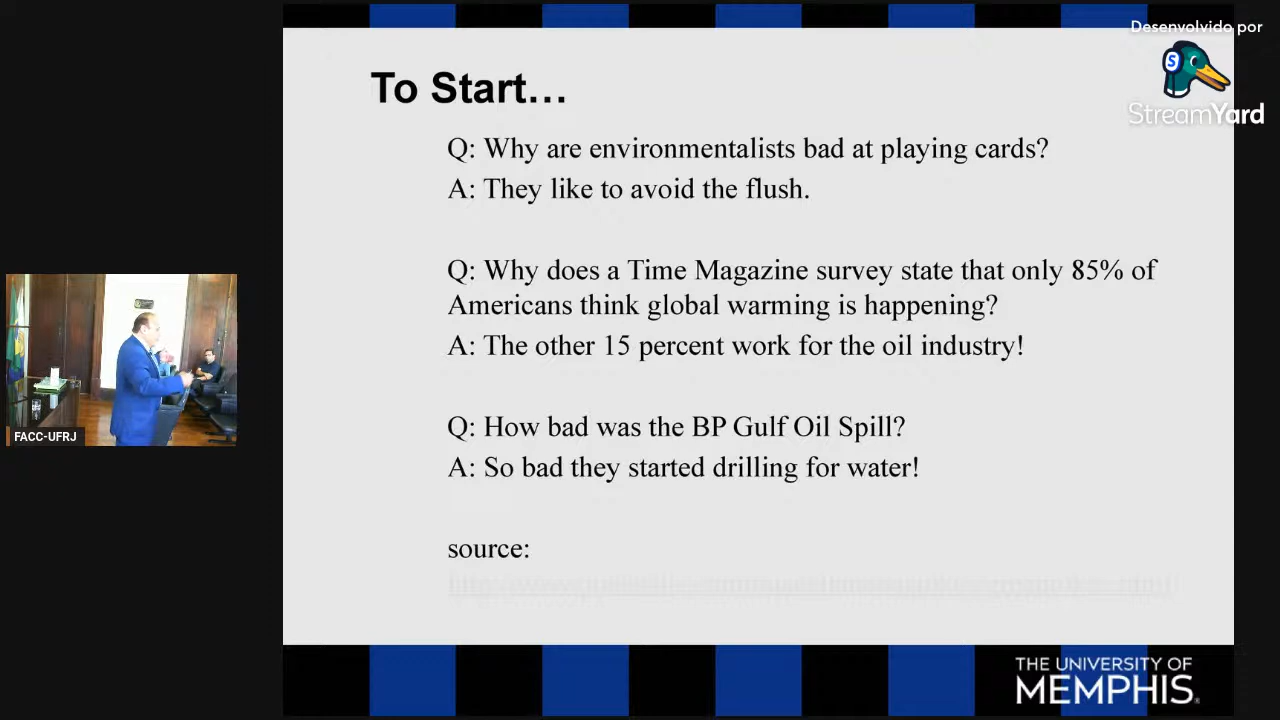 Desenvolvido por
StreamYard
To Start…
Q: Why are environmentalists bad at playing cards?
A: They like to avoid the flush.
Q: Why does a Time Magazine survey state that only 85% of
Americans think global warming is happening?
A: The other 15 percent work for the oil industry!
Q: How bad was the BP Gulf Oil Spill?
A: So bad they started drilling for water!
source:
FACC-UFRJ
THE UNIVERSITY OF
MEMPHIS